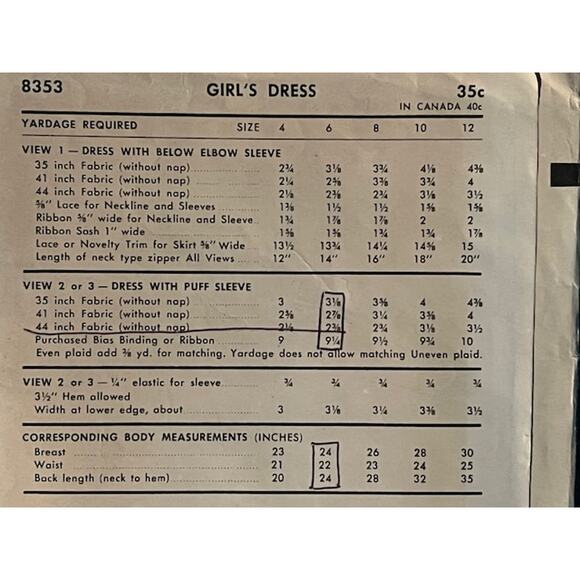 8353 GIRL'S DRESS 35c
IN CANADA 40c
YARDAGE REQUIRED SIZE 4 6 8 10 12
VIEW 1 — DRESS WITH BELOW ELBOW SLEEVE
35 inch Fabric (without nap) 2¾ 3⅛ 3¾ 4⅛ 4⅜
41 inch Fabric (without nap) 2¼ 2⅝ 3⅜ 3¾ 4
44 inch Fabric (without nap) 2⅛ 2⅜ 2¾ 3⅛ 3½
⅝" Lace for Neckline and Sleeves 1⅜ 1½ 1½ 1⅝ 1⅝
Ribbon ⅝" wide for Neckline and Sleeve 1¾ 1⅞ 1⅞ 2 2
Ribbon Sash 1" wide 1⅝ 1⅝ 1¾ 1¾ 1⅞
Lace or Novelty Trim for Skirt ⅝" Wide 13½ 13¾ 14¼ 14⅝ 15
Length of neck type zipper All Views 12" 14" 16" 18" 20"
VIEW 2 or 3 — DRESS WITH PUFF SLEEVE
35 inch Fabric (without nap) 3 3⅛ 3⅝ 4 4⅜
41 inch Fabric (without nap) 2⅝ 2⅞ 3¼ 3⅝ 4
44 inch Fabric (without nap) 2⅛ 2⅜ 2¾ 3⅛ 3½
Purchased Bias Binding or Ribbon 9 9¼ 9½ 9¾ 10
Even plaid add ⅜ yd. for matching. Yardage does not allow matching Uneven plaid.
VIEW 2 or 3 — ¼" elastic for sleeve ¾ ¾ ¾ ¾ ¾
3½" Hem allowed
Width at lower edge, about 3 3⅛ 3¼ 3⅜ 3½
CORRESPONDING BODY MEASUREMENTS (INCHES)
Breast 23 24 26 28 30
Waist 21 22 23 24 25
Back length (neck to hem) 20 24 28 32 35